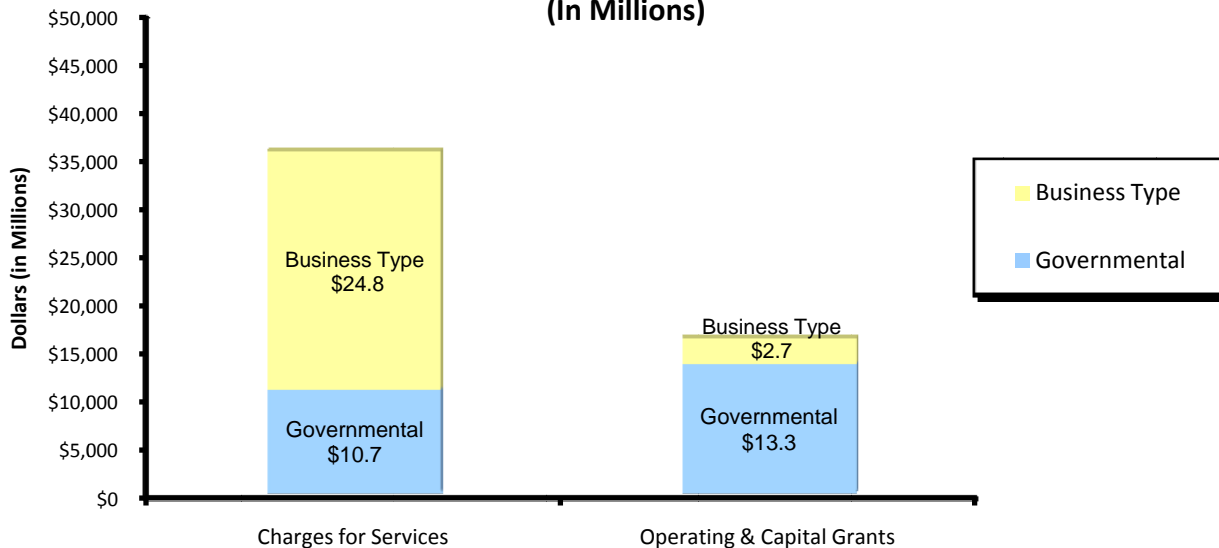 (In Millions)
$50,000
$45,000
$40,000
$35,000
$30,000
$25,000
$20,000
$15,000
$10,000
$5,000
$0
Dollars (in Millions)
Business Type
$24.8
Governmental
$10.7
Business Type
$2.7
Governmental
$13.3
Charges for Services
Operating & Capital Grants
Business Type
Governmental